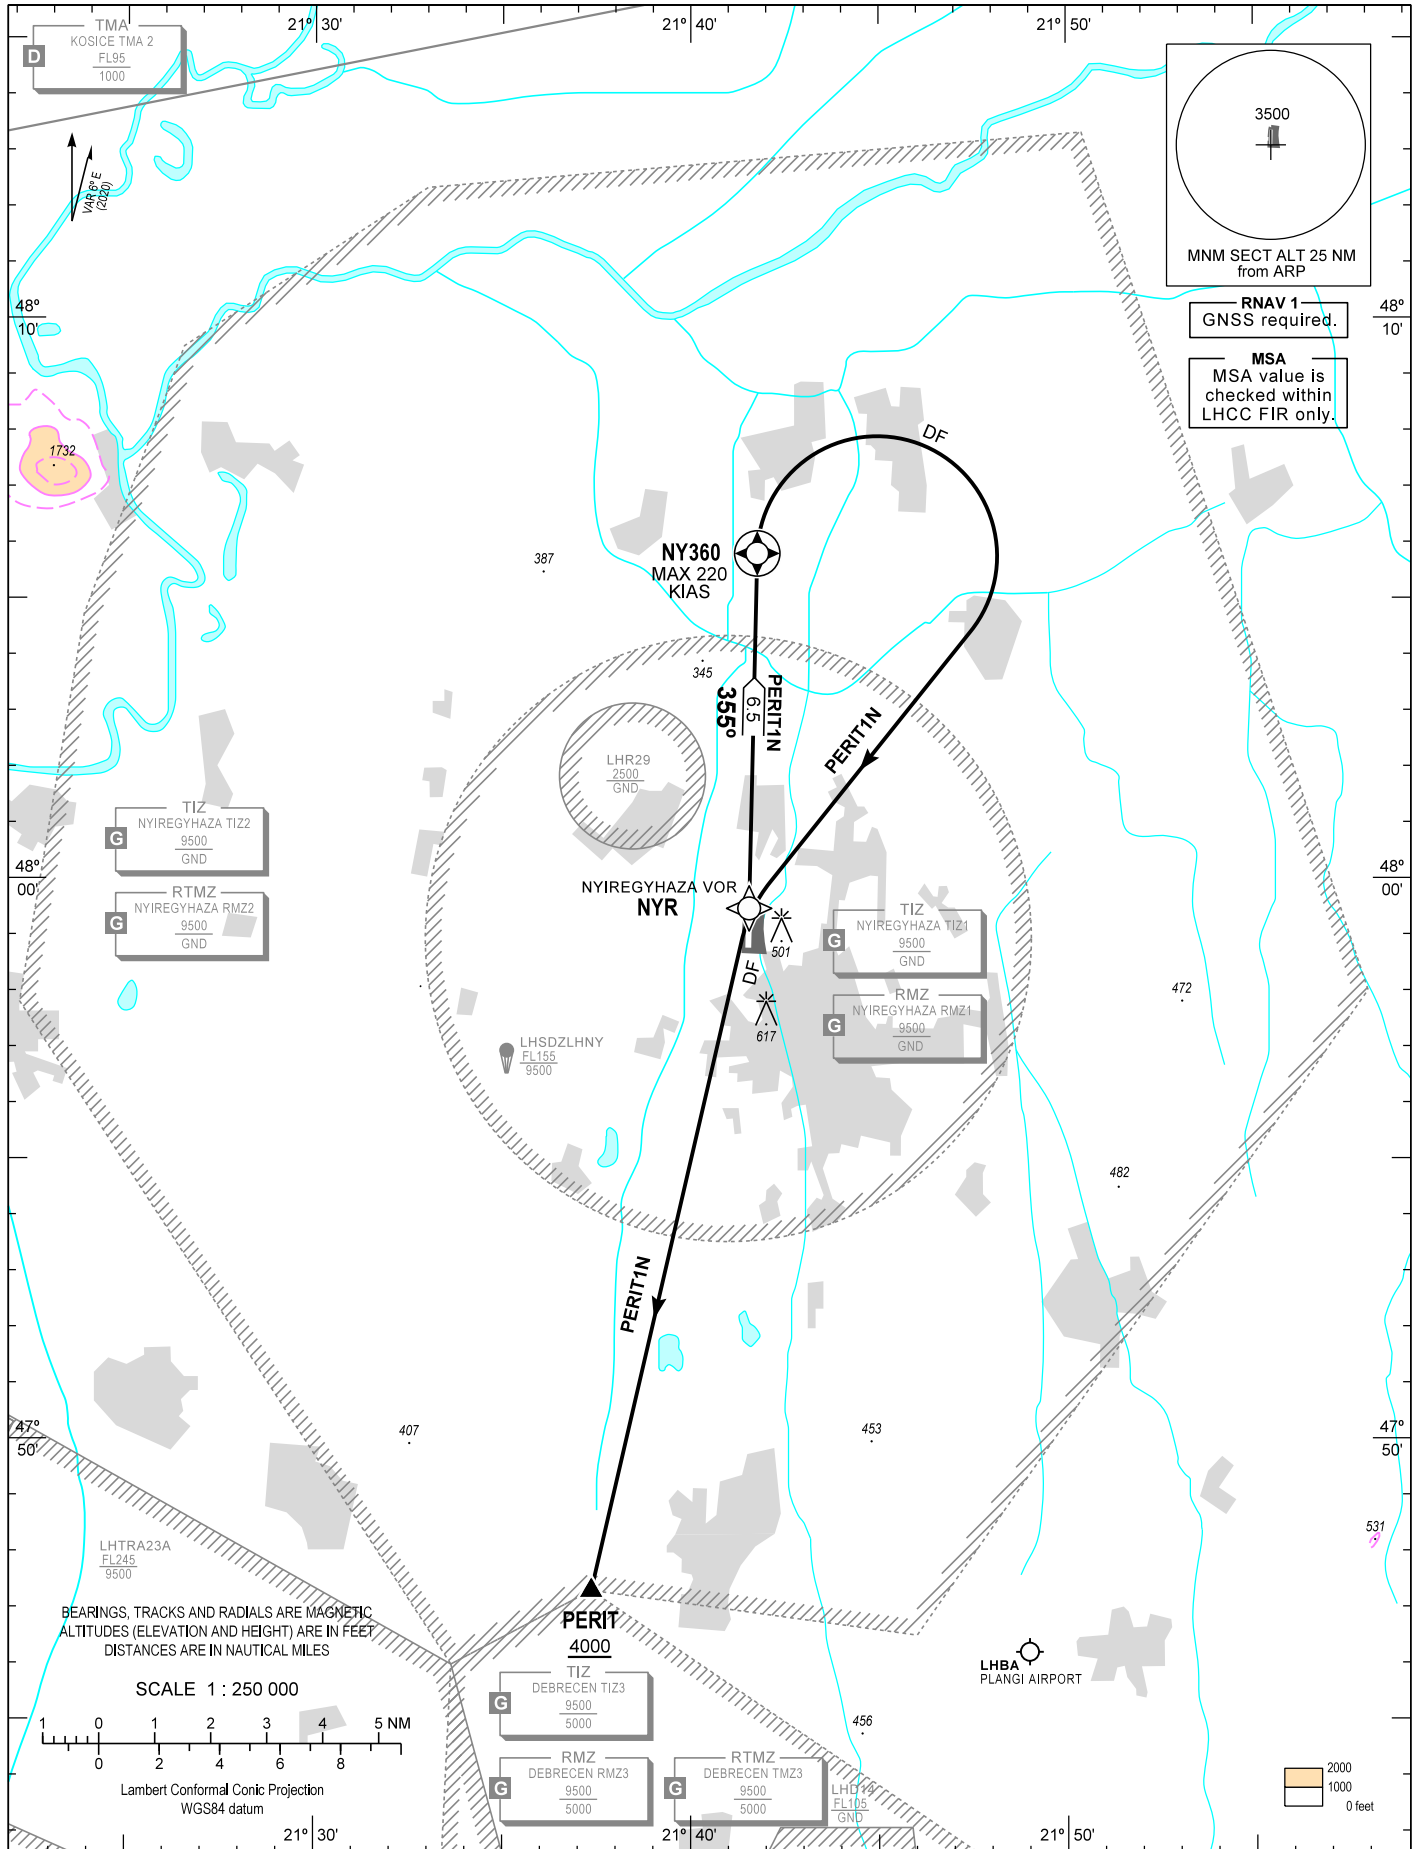 21° 30'
21° 40'
21° 50'
TMA
KOSICE TMA 2
D
FL95
1000
VAR 6° E
(2020)
3500
MNM SECT ALT 25 NM
from ARP
RNAV 1
GNSS required.
MSA
MSA value is
checked within
LHCC FIR only.
48°
10'
48°
10'
1732
DF
387
NY360
MAX 220
KIAS
345
PERIT1N
6.5
355°
PERIT1N
LHR29
2500
GND
TIZ
NYIREGYHAZA TIZ2
G
9500
GND
48°
00'
48°
00'
RTMZ
NYIREGYHAZA RMZ2
G
9500
GND
NYIREGYHAZA VOR
NYR
TIZ
NYIREGYHAZA TIZ1
G
9500
GND
501
DF
RMZ
NYIREGYHAZA RMZ1
G
9500
GND
617
472
LHSDZLHNY
FL155
9500
482
PERIT1N
407
453
47°
50'
47°
50'
531
LHTRA23A
FL245
9500
BEARINGS, TRACKS AND RADIALS ARE MAGNETIC
ALTITUDES (ELEVATION AND HEIGHT) ARE IN FEET
DISTANCES ARE IN NAUTICAL MILES
PERIT
4000
LHBA
PLANGI AIRPORT
SCALE 1 : 250 000
1 0 1 2 3 4 5 NM
0 2 4 6 8
Lambert Conformal Conic Projection
WGS84 datum
TIZ
DEBRECEN TIZ3
G
9500
5000
456
RMZ
DEBRECEN RMZ3
G
9500
5000
RTMZ
DEBRECEN TMZ3
G
9500
5000
LHD14
FL105
GND
2000
1000
0 feet
21° 30'
21° 40'
21° 50'